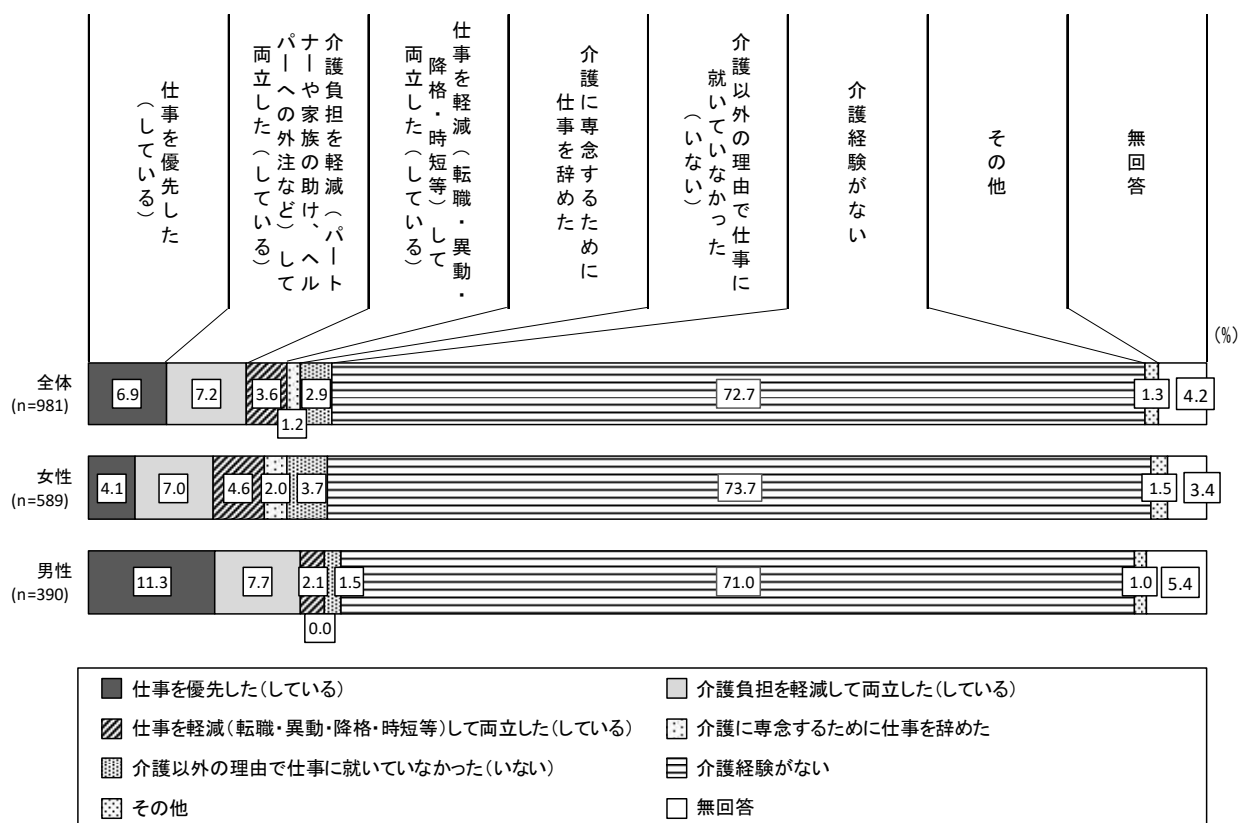 仕事を優先した
（している）
介護負担を軽減（パート
ナーや家族の助け、ヘル
パーへの外注など）して
両立した（している）
仕事を軽減（転職・異動・
降格・時短等）して
両立した（している）
介護に専念するために
仕事を辞めた
介護以外の理由で仕事に
就いていなかった
（いない）
介護経験がない
その他
無回答
(%)
全体
(n=981)
6.9
7.2
3.6
1.2
2.9
72.7
1.3
4.2
女性
(n=589)
4.1
7.0
4.6
2.0
3.7
73.7
1.5
3.4
男性
(n=390)
11.3
7.7
2.1
0.0
1.5
71.0
1.0
5.4
仕事を優先した(している)
介護負担を軽減して両立した(している)
仕事を軽減(転職・異動・降格・時短等)して両立した(している)
介護に専念するために仕事を辞めた
介護以外の理由で仕事に就いていなかった(いない)
介護経験がない
その他
無回答